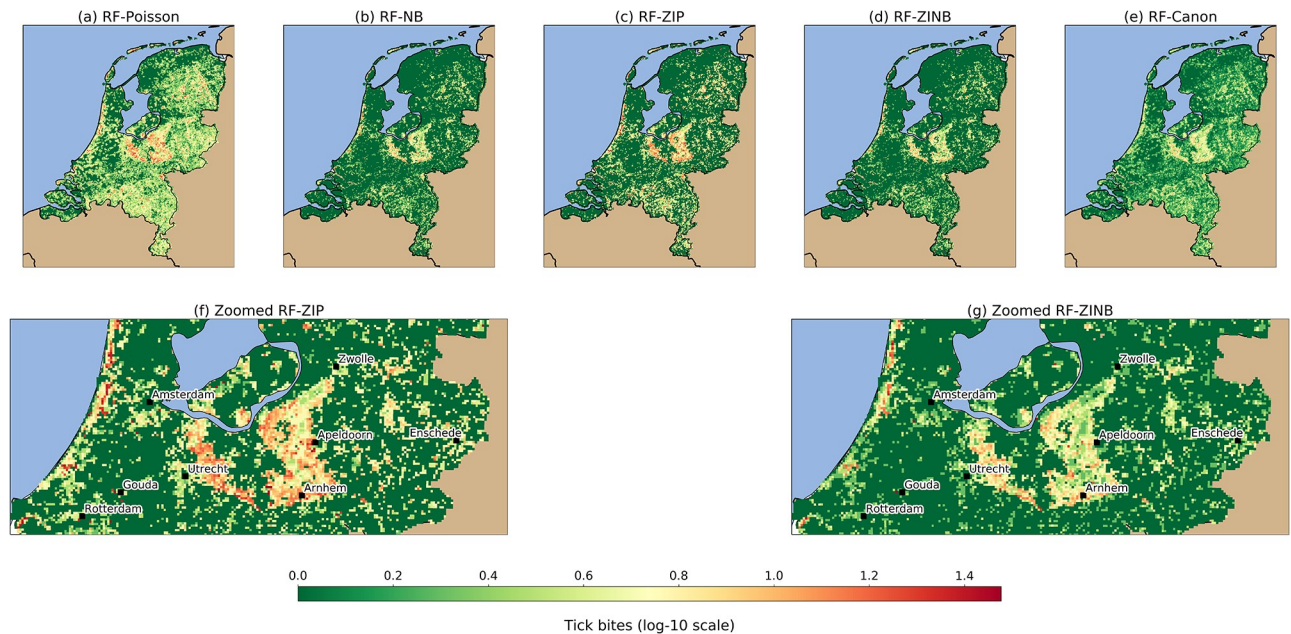 (a) RF-Poisson
(b) RF-NB
(c) RF-ZIP
(d) RF-ZINB
(e) RF-Canon
(f) Zoomed RF-ZIP
Zwolle
Amsterdam
Enschede
Apeldoorn
Utrecht
Gouda
Arnhem
Rotterdam
(g) Zoomed RF-ZINB
Zwolle
Amsterdam
Enschede
Apeldoorn
Utrecht
Gouda
Arnhem
Rotterdam
0.0 0.2 0.4 0.6 0.8 1.0 1.2 1.4
Tick bites (log-10 scale)